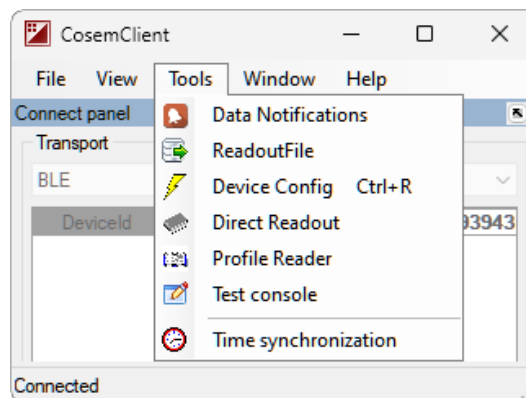 CosemClient
File View Tools Window Help
Connect panel
Data Notifications
Transport
ReadoutFile
BLE
Device Config Ctrl+R
DeviceId
Direct Readout
93943
Profile Reader
Test console
Time synchronization
Connected